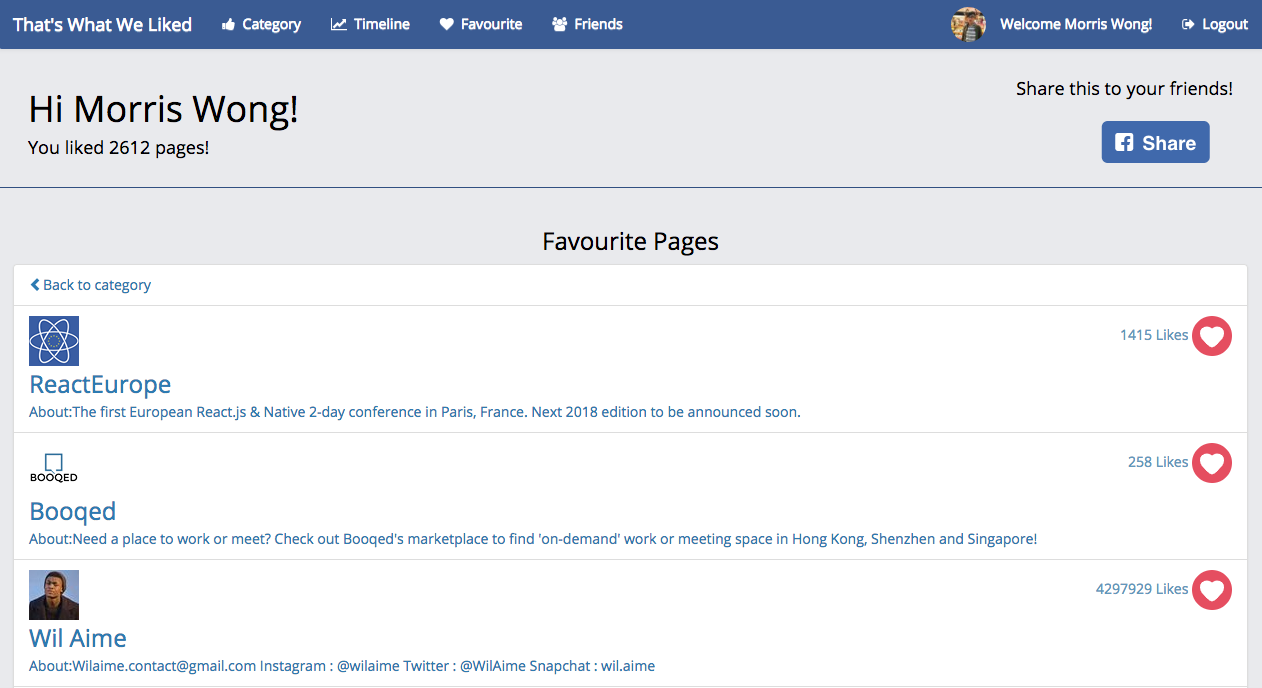 That's What We Liked Category Timeline Favourite Friends Welcome Morris Wong! Logout
Hi Morris Wong!
You liked 2612 pages!
Share this to your friends!
Share
Favourite Pages
Back to category
1415 Likes
ReactEurope
About:The first European React.js & Native 2-day conference in Paris, France. Next 2018 edition to be announced soon.
BOOQED
258 Likes
Booqed
About:Need a place to work or meet? Check out Booqed's marketplace to find 'on-demand' work or meeting space in Hong Kong, Shenzhen and Singapore!
4297929 Likes
Wil Aime
About:Wilaime.contact@gmail.com Instagram : @wilaime Twitter : @WilAime Snapchat : wil.aime